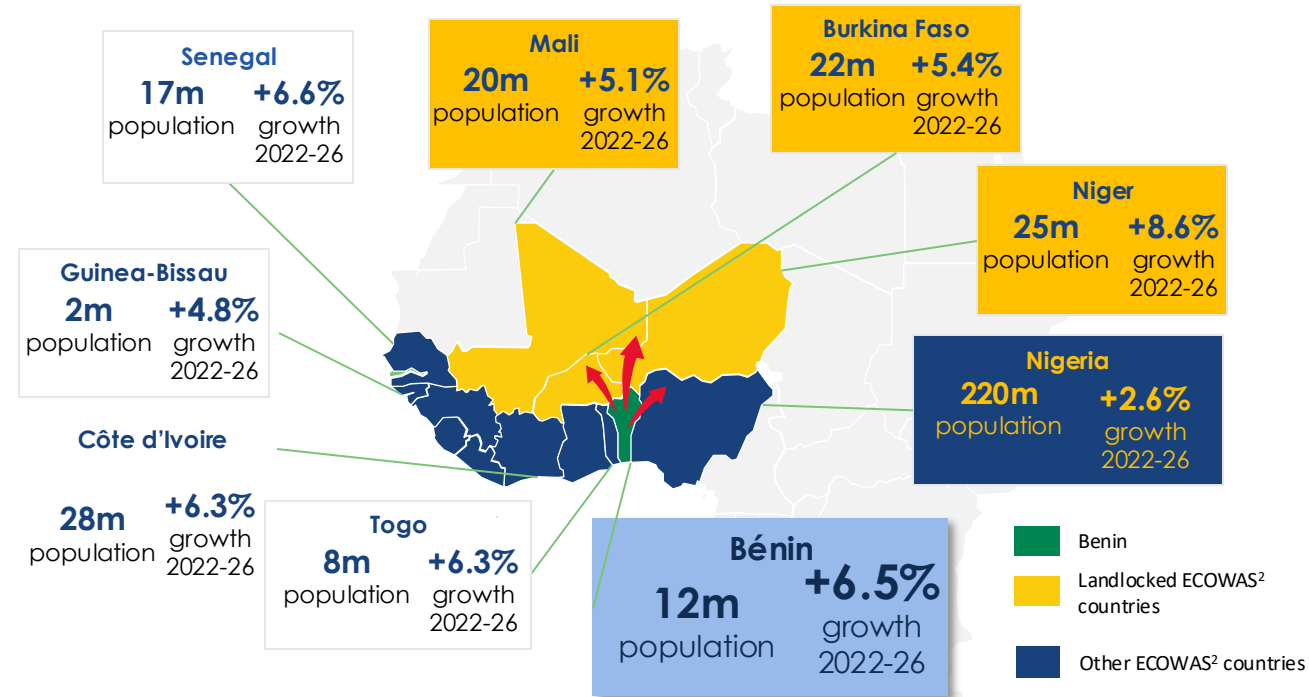 Senegal
17m +6.6%
population growth
2022-26
Mali
20m +5.1%
population growth
2022-26
Burkina Faso
22m +5.4%
population growth
2022-26
Niger
25m +8.6%
population growth
2022-26
Guinea-Bissau
2m +4.8%
population growth
2022-26
Nigeria
220m +2.6%
population growth
2022-26
Côte d’Ivoire
28m +6.3%
population growth
2022-26
Togo
8m +6.3%
population growth
2022-26
Bénin
12m +6.5%
population growth
2022-26
Benin
Landlocked ECOWAS²
countries
Other ECOWAS² countries